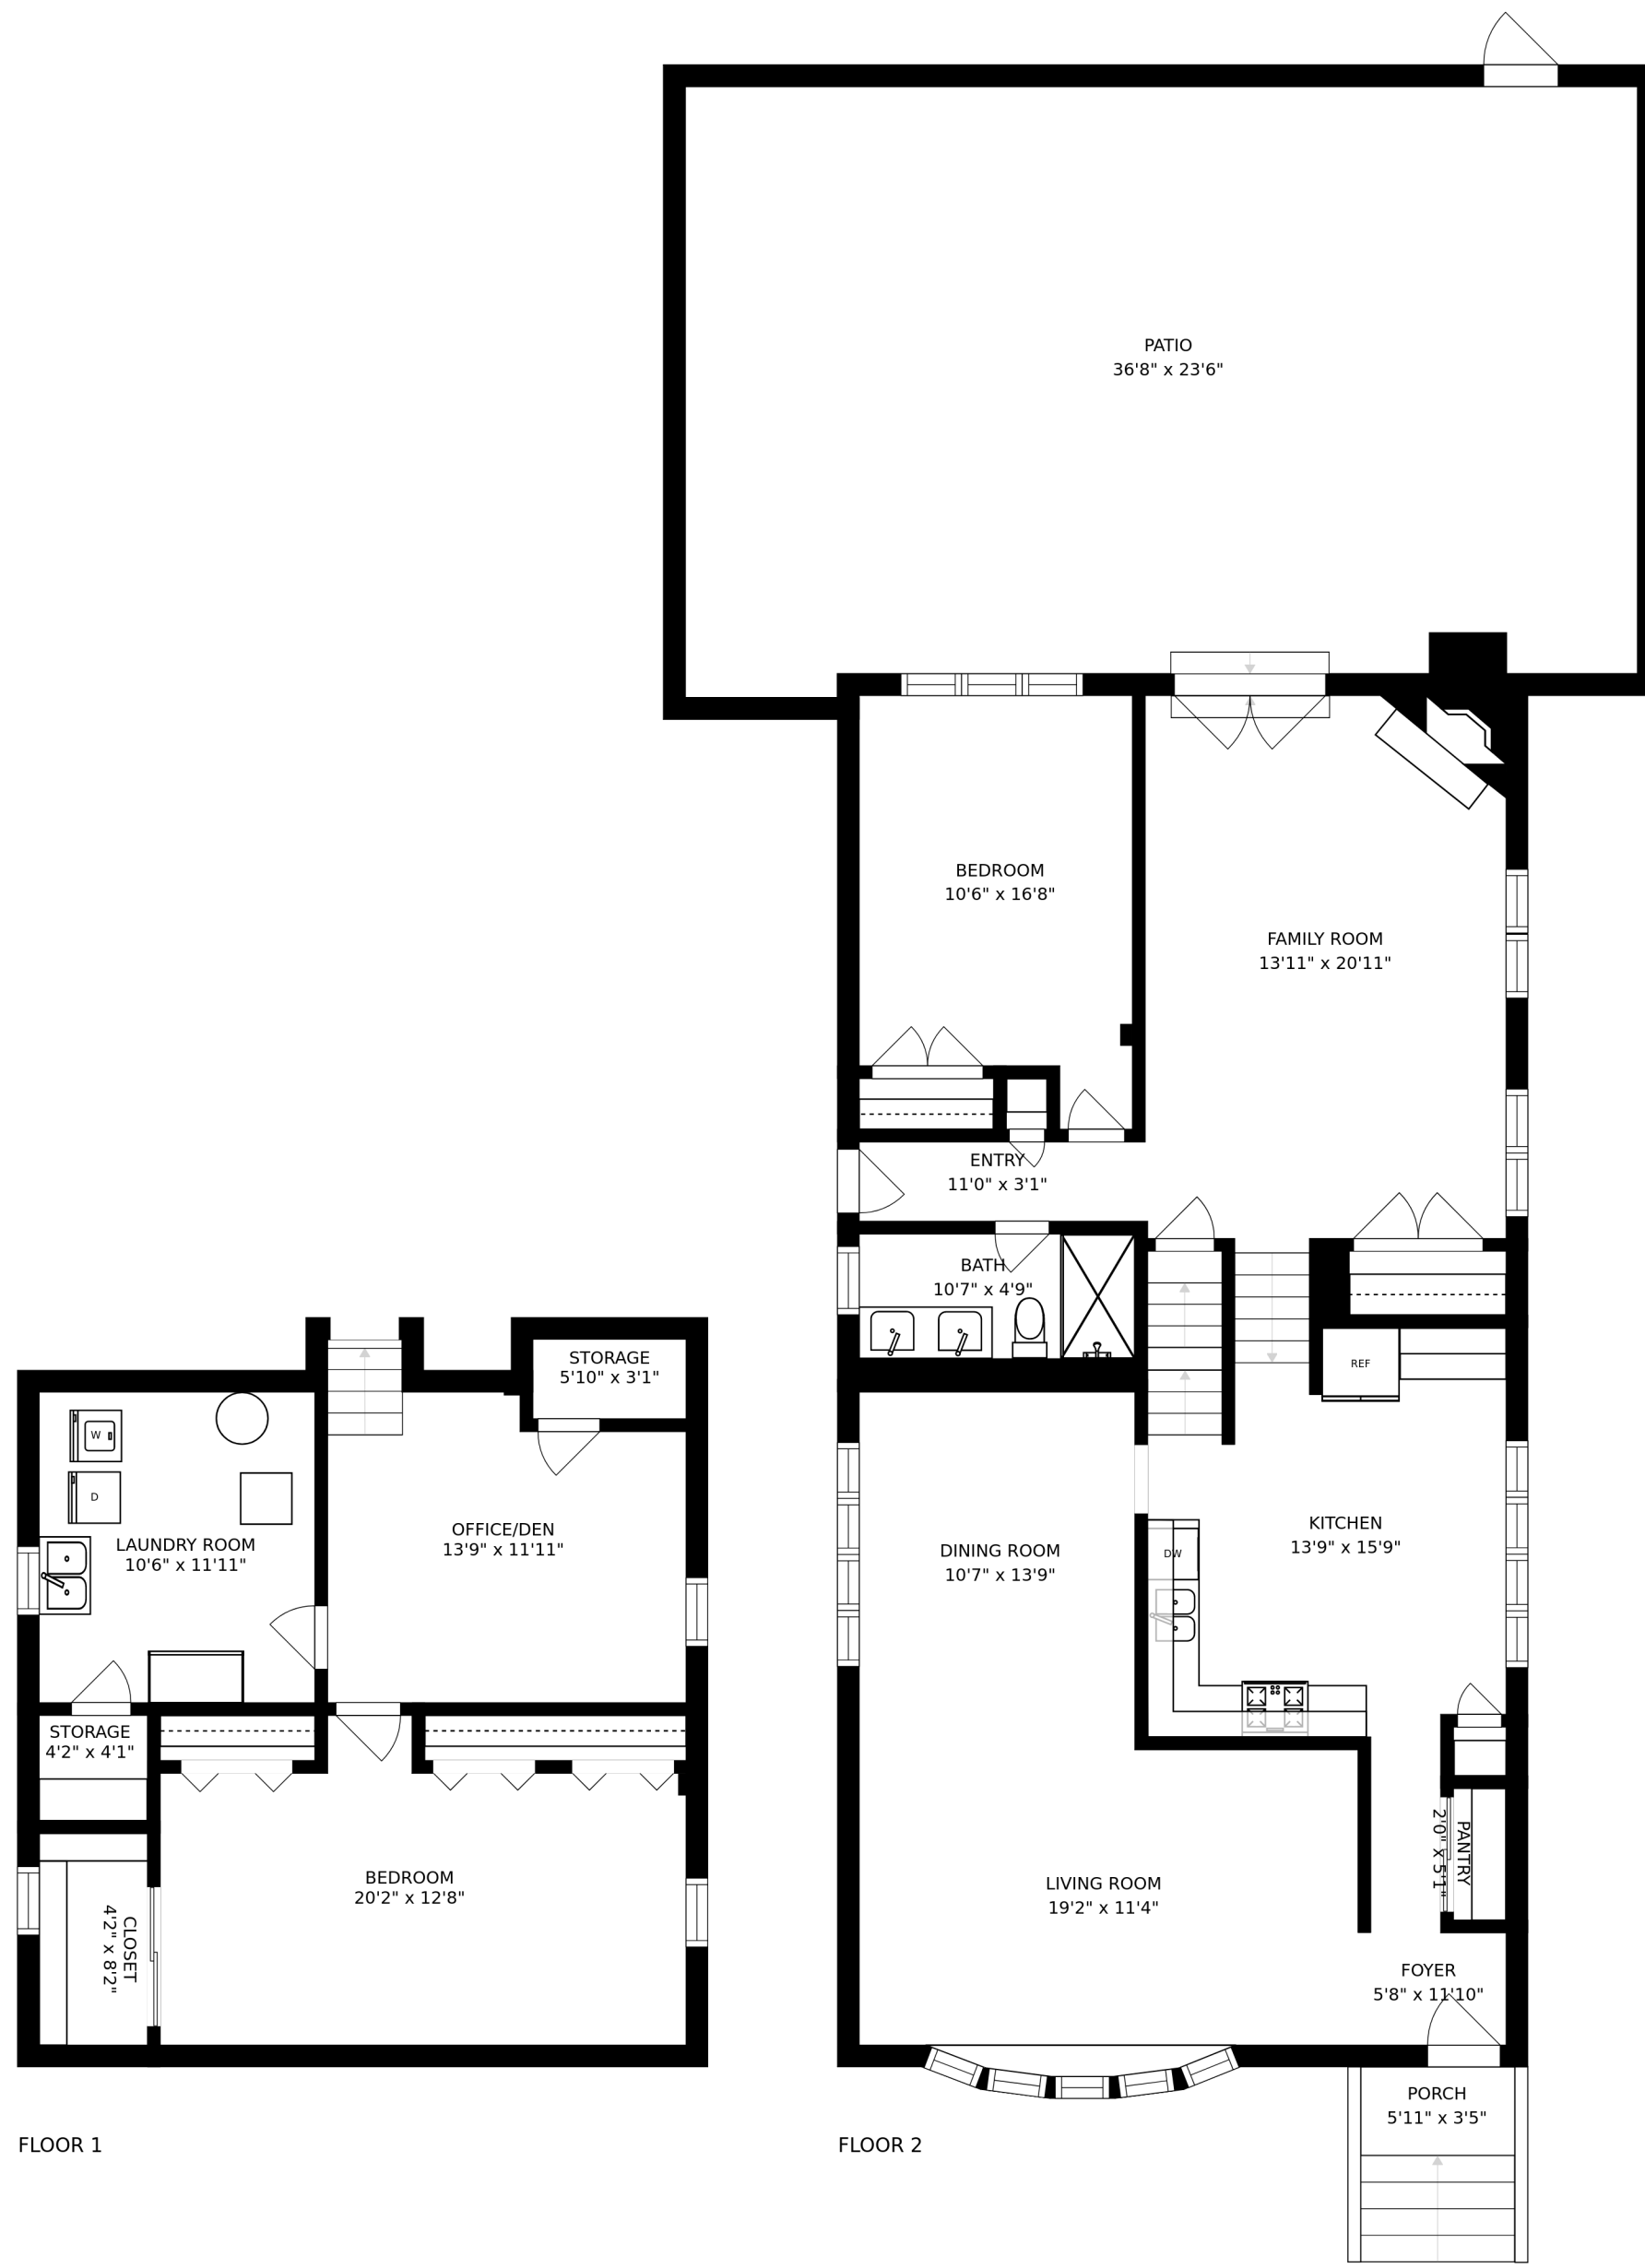 PATIO
36'8" x 23'6"
BEDROOM
10'6" x 16'8"
FAMILY ROOM
13'11" x 20'11"
ENTRY
11'0" x 3'1"
BATH
10'7" x 4'9"
REF
KITCHEN
13'9" x 15'9"
DW
DINING ROOM
10'7" x 13'9"
PANTRY
2'0" x 5'1"
LIVING ROOM
19'2" x 11'4"
FOYER
5'8" x 11'10"
PORCH
5'11" x 3'5"
FLOOR 2
STORAGE
5'10" x 3'1"
W
D
LAUNDRY ROOM
10'6" x 11'11"
OFFICE/DEN
13'9" x 11'11"
STORAGE
4'2" x 4'1"
BEDROOM
20'2" x 12'8"
CLOSET
4'2" x 8'2"
FLOOR 1